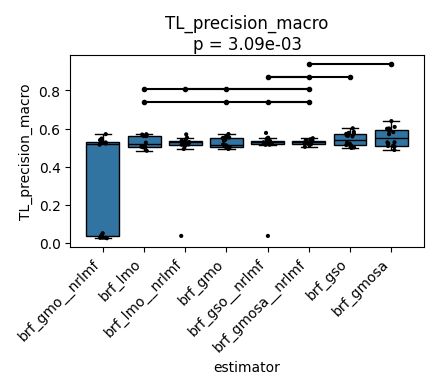 TL_precision_macro
p = 3.09e-03
TL_precision_macro
0.8
0.6
0.4
0.2
0.0
brf_gmo__nrlmf
brf_lmo
brf_lmo__nrlmf
brf_gmo
brf_gso__nrlmf
brf_gmosa__nrlmf
brf_gso
brf_gmosa
estimator